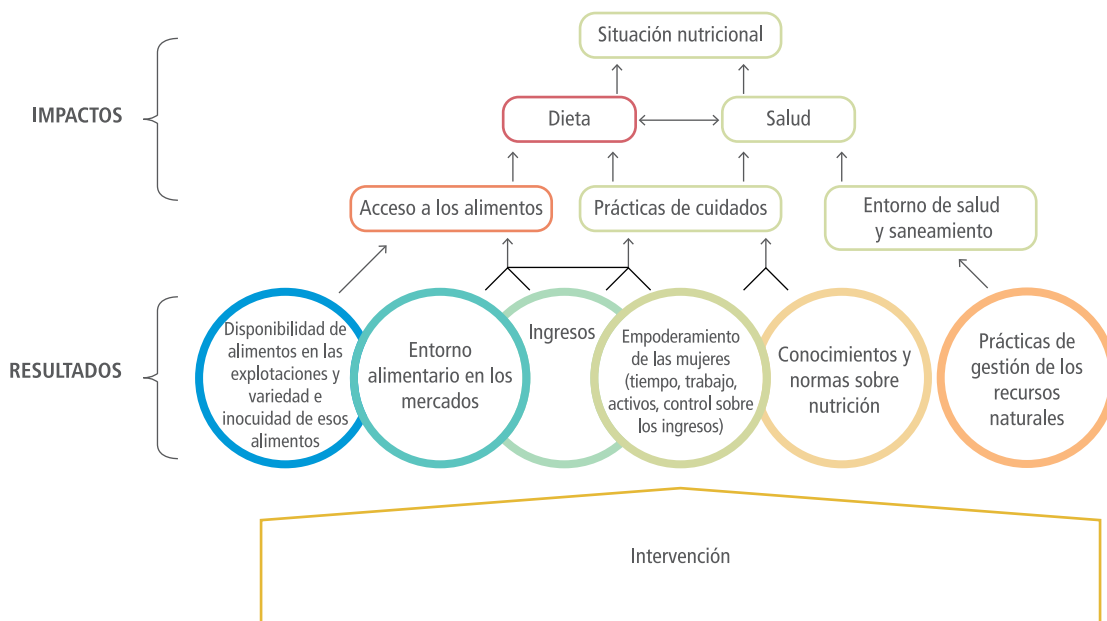 Situación nutricional
IMPACTOS
Dieta
Salud
Acceso a los alimentos
Prácticas de cuidados
Entorno de salud
y saneamiento
RESULTADOS
Disponibilidad de
alimentos en las
explotaciones y
variedad e
inocuidad de esos
alimentos
Entorno
alimentario en los
mercados
Ingresos
Empoderamiento
de las mujeres
(tiempo, trabajo,
activos, control sobre
los ingresos)
Conocimientos y
normas sobre
nutrición
Prácticas de
gestión de los
recursos
naturales
Intervención